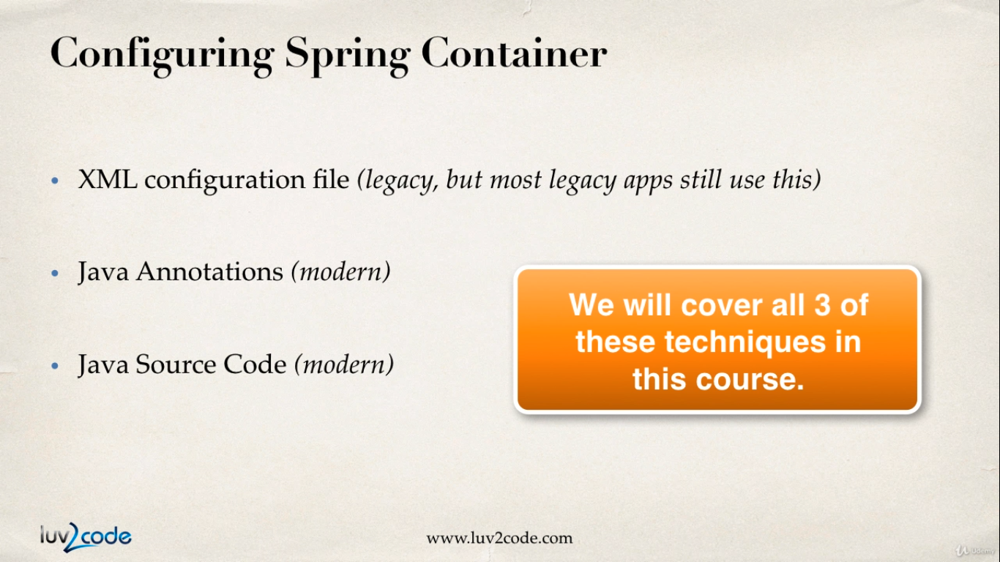 Configuring Spring Container
• XML configuration file (legacy, but most legacy apps still use this)
• Java Annotations (modern)
• Java Source Code (modern)
We will cover all 3 of
these techniques in
this course.
luv2code
www.luv2code.com
Udemy